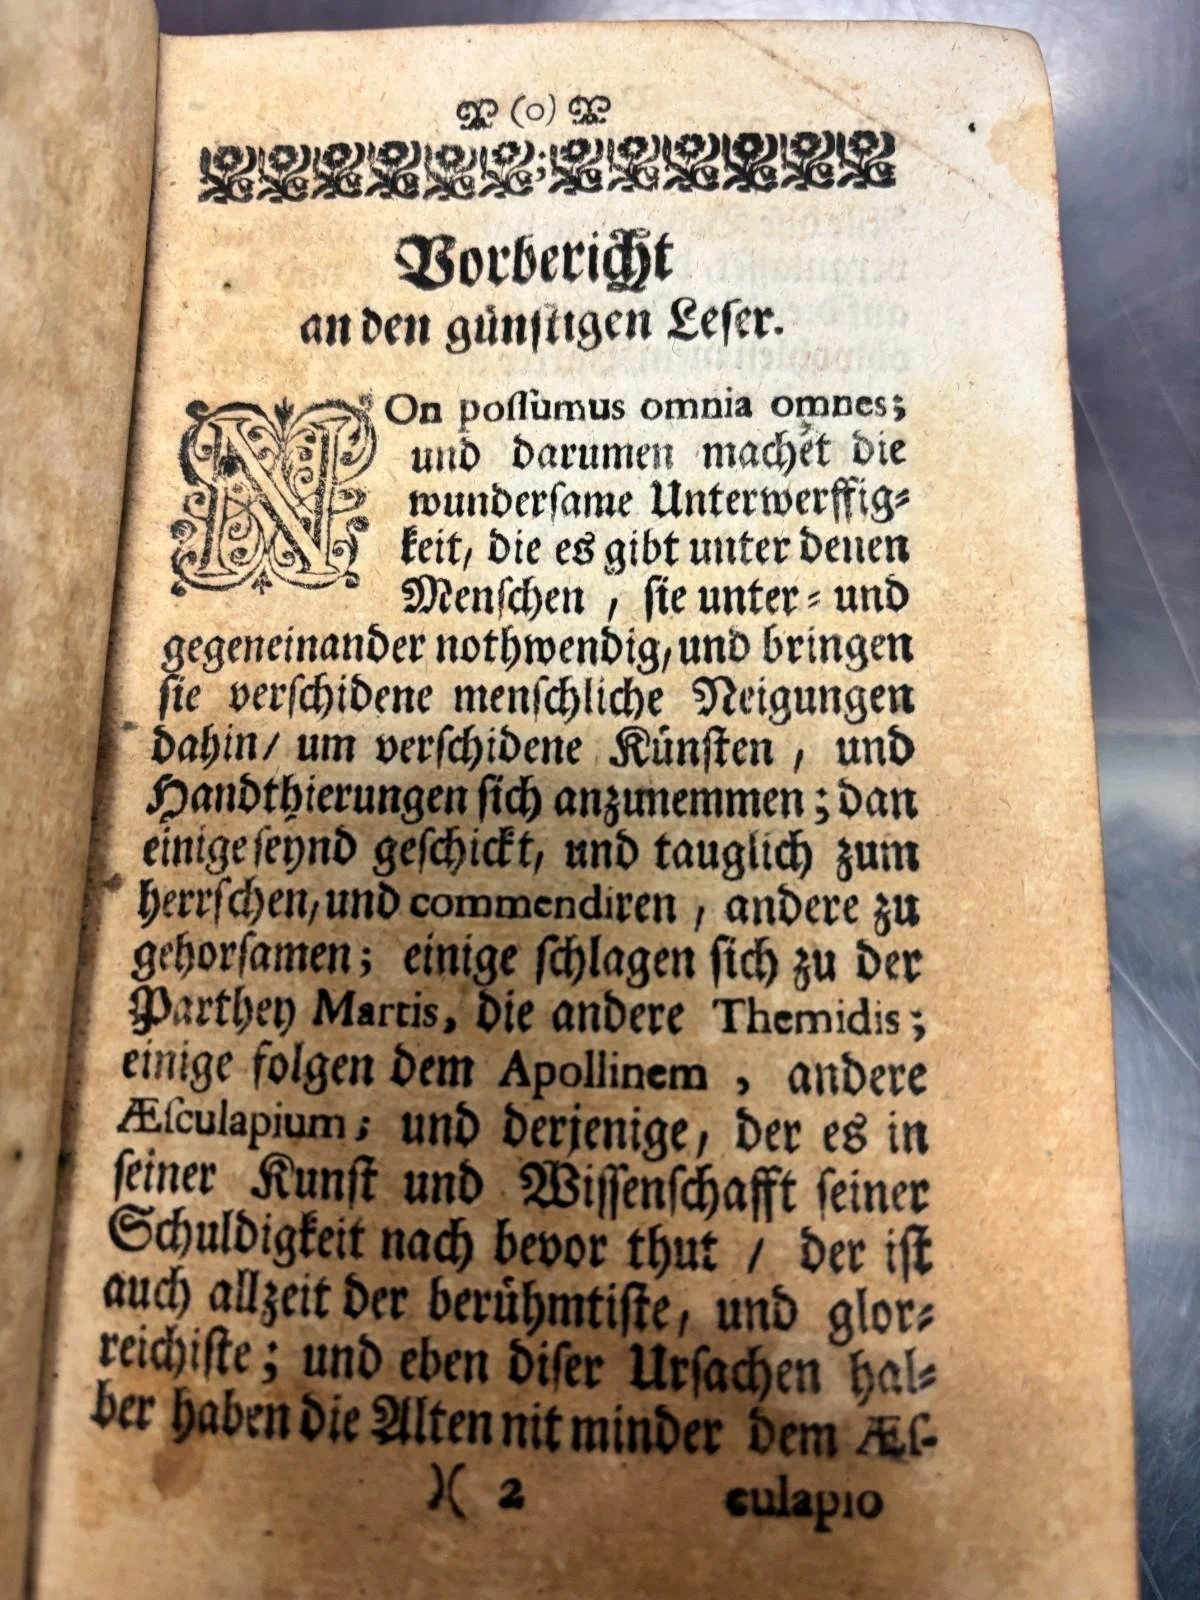 (o)
Vorbericht
an den günſtigen Leſer.
NOn poſſumus omnia omnes;
und darumen machet die
wunderſame Unterwerffig⸗
keit, die es gibt unter denen
Menſchen, ſie unter⸗ und
gegeneinander nothwendig, und bringen
ſie verſchidene menſchliche Neigungen
dahin/ um verſchidene Künſten, und
Handthierungen ſich anzunemmen; dan
einige ſeynd geſchickt, und tauglich zum
herrſchen, und commendiren, andere zu
gehorſamen; einige ſchlagen ſich zu der
Parthey Martis, die andere Themidis;
einige folgen dem Apollinem, andere
Æſculapium; und derjenige, der es in
ſeiner Kunſt und Wiſſenſchafft ſeiner
Schuldigkeit nach bevor thut / der iſt
auch allzeit der berühmtiſte, und glor⸗
reichiſte; und eben diſer Urſachen hal⸗
ber haben die Alten nit minder dem Æſ-
)( 2 culapio